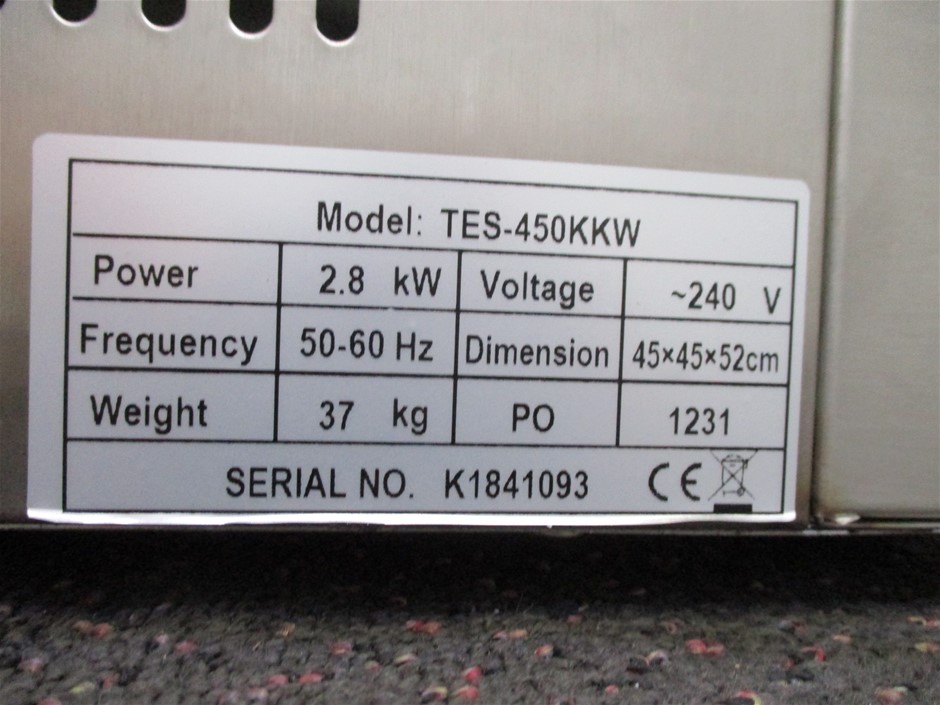 Model: TES-450KKW
Power 2.8 kW Voltage ~240 V
Frequency 50-60 Hz Dimension 45×45×52cm
Weight 37 kg PO 1231
SERIAL NO. K1841093 CE